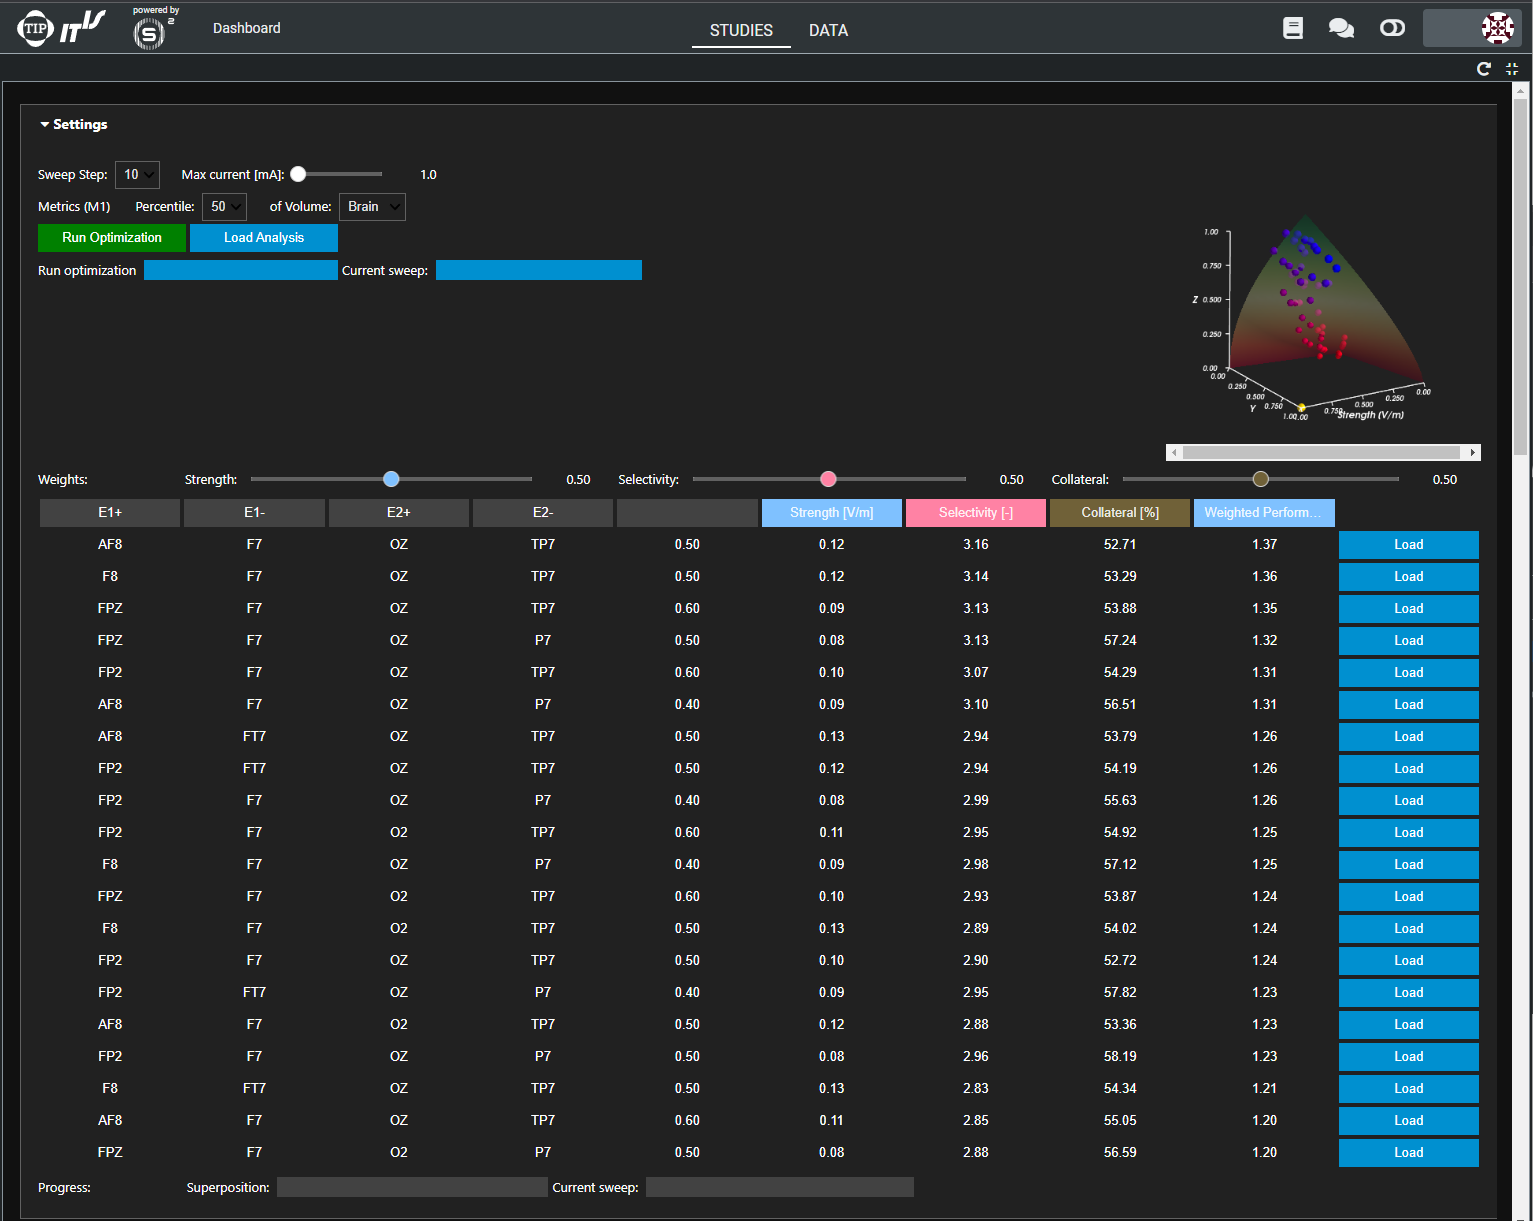 TIP IT'IS powered by S 2 Dashboard STUDIES DATA
Settings
Sweep Step: 10 Max current [mA]: 1.0
Metrics (M1) Percentile: 50 of Volume: Brain
Run Optimization Load Analysis
Run optimization Current sweep:
1.00
0.750
Z 0.500
0.250
0.00
0.00 0.250 0.500 Y 0.750 1.00
1.00 0.750 0.500 0.250 0.00
Strength (V/m)
Weights: Strength: 0.50 Selectivity: 0.50 Collateral: 0.50
E1+ E1- E2+ E2- Strength [V/m] Selectivity [-] Collateral [%] Weighted Perform...
AF8 F7 OZ TP7 0.50 0.12 3.16 52.71 1.37 Load
F8 F7 OZ TP7 0.50 0.12 3.14 53.29 1.36 Load
FPZ F7 OZ TP7 0.60 0.09 3.13 53.88 1.35 Load
FPZ F7 OZ P7 0.50 0.08 3.13 57.24 1.32 Load
FP2 F7 OZ TP7 0.60 0.10 3.07 54.29 1.31 Load
AF8 F7 OZ P7 0.40 0.09 3.10 56.51 1.31 Load
AF8 FT7 OZ TP7 0.50 0.13 2.94 53.79 1.26 Load
FP2 FT7 OZ TP7 0.50 0.12 2.94 54.19 1.26 Load
FP2 F7 OZ P7 0.40 0.08 2.99 55.63 1.26 Load
FP2 F7 O2 TP7 0.60 0.11 2.95 54.92 1.25 Load
F8 F7 OZ P7 0.40 0.09 2.98 57.12 1.25 Load
FPZ F7 O2 TP7 0.60 0.10 2.93 53.87 1.24 Load
F8 F7 O2 TP7 0.50 0.13 2.89 54.02 1.24 Load
FP2 F7 OZ TP7 0.50 0.10 2.90 52.72 1.24 Load
FP2 FT7 OZ P7 0.40 0.09 2.95 57.82 1.23 Load
AF8 F7 O2 TP7 0.50 0.12 2.88 53.36 1.23 Load
FP2 F7 OZ P7 0.50 0.08 2.96 58.19 1.23 Load
F8 FT7 OZ TP7 0.50 0.13 2.83 54.34 1.21 Load
AF8 F7 OZ TP7 0.60 0.11 2.85 55.05 1.20 Load
FPZ F7 O2 P7 0.50 0.08 2.88 56.59 1.20 Load
Progress: Superposition: Current sweep: